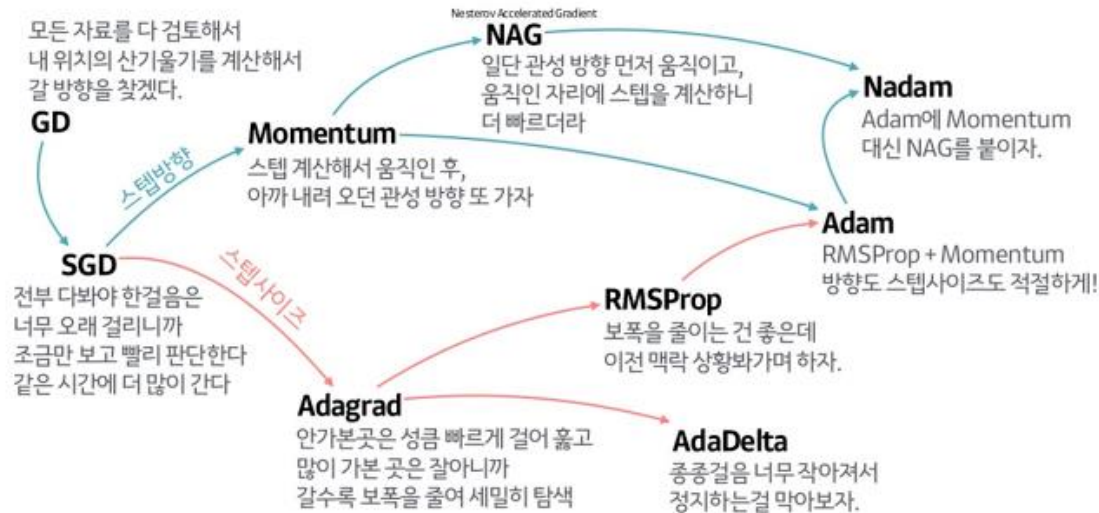 모든 자료를 다 검토해서
내 위치의 산기울기를 계산해서
갈 방향을 찾겠다.
GD
스텝방향
SGD
전부 다봐야 한걸음은
너무 오래 걸리니까
조금만 보고 빨리 판단한다
같은 시간에 더 많이 간다
Momentum
스텝 계산해서 움직인 후,
아까 내려 오던 관성 방향 또 가자
Nesterov Accelerated Gradient
NAG
일단 관성 방향 먼저 움직이고,
움직인 자리에 스텝을 계산하니
더 빠르더라
Nadam
Adam에 Momentum
대신 NAG를 붙이자.
Adam
RMSProp + Momentum
방향도 스텝사이즈도 적절하게!
스텝사이즈
RMSProp
보폭을 줄이는 건 좋은데
이전 맥락 상황봐가며 하자.
Adagrad
안가본곳은 성큼 빠르게 걸어 훓고
많이 가본 곳은 잘아니까
갈수록 보폭을 줄여 세밀히 탐색
AdaDelta
종종걸음 너무 작아져서
정지하는걸 막아보자.